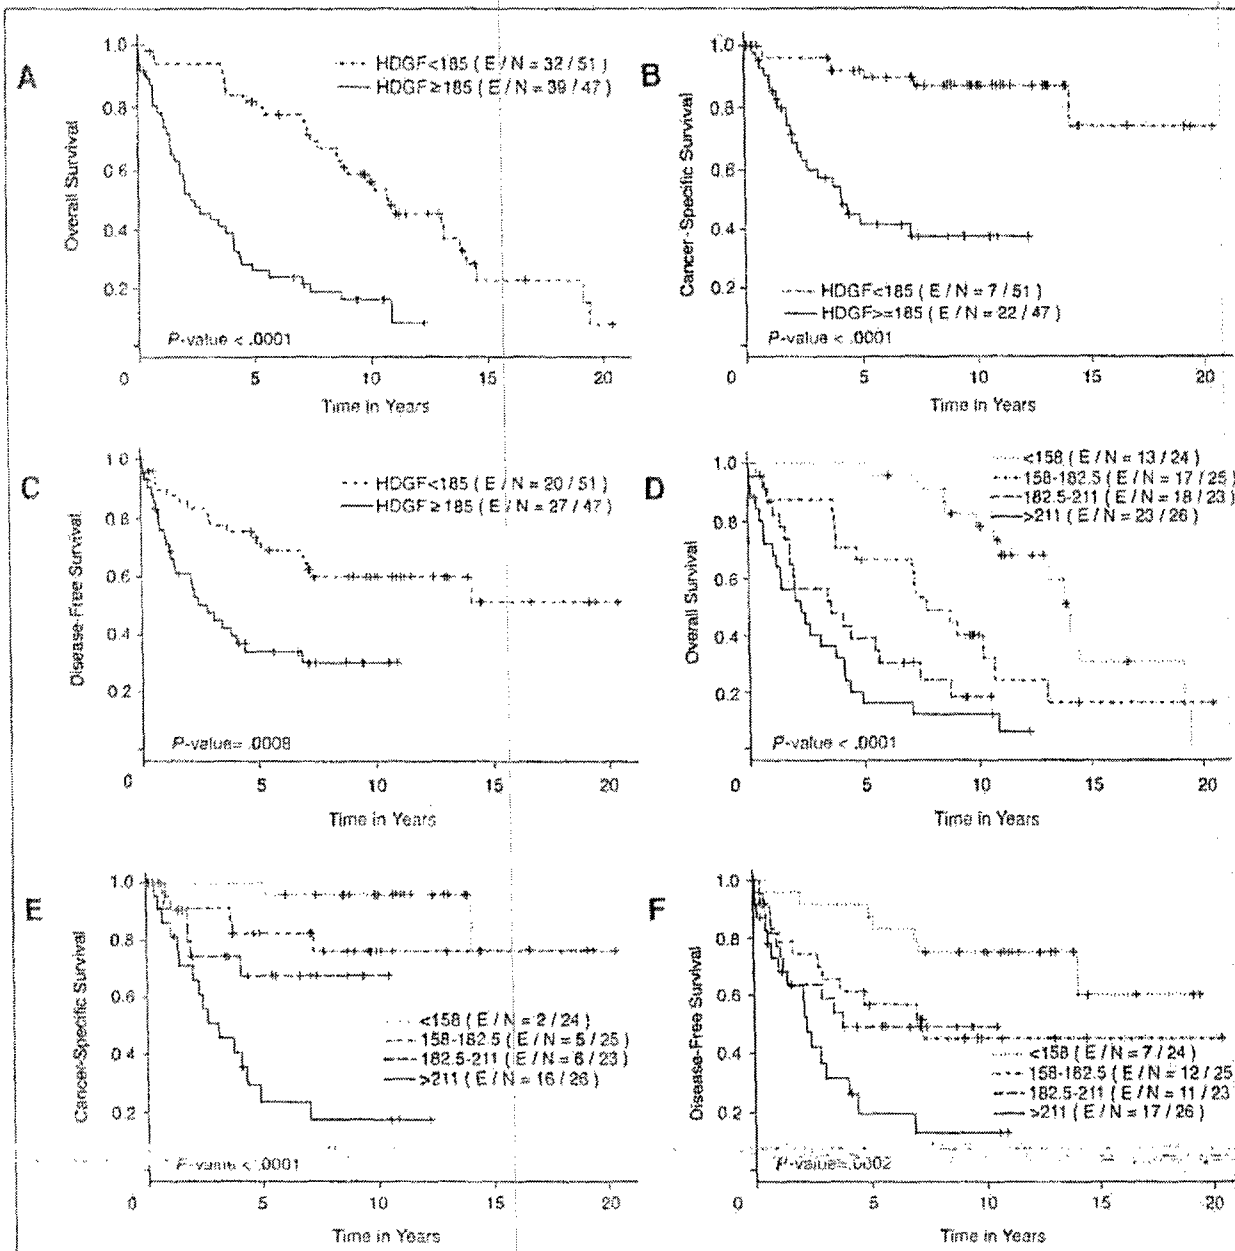 A
Overall Survival
1.0
0.8
0.6
0.4
0.2
HDGF<185 ( E / N = 32 / 51 )
HDGF≥185 ( E / N = 39 / 47 )
P-value < .0001
0 5 10 15 20
Time in Years
B
Cancer-Specific Survival
1.0
0.8
0.6
0.4
0.2
HDGF<185 ( E / N = 7 / 51 )
HDGF>=185 ( E / N = 22 / 47 )
P-value < .0001
0 5 10 15 20
Time in Years
C
Disease-Free Survival
1.0
0.8
0.6
0.4
0.2
HDGF<185 ( E / N = 20 / 51 )
HDGF≥185 ( E / N = 27 / 47 )
P-value= .0008
0 5 10 15 20
Time in Years
D
Overall Survival
1.0
0.8
0.6
0.4
0.2
<158 ( E / N = 13 / 24 )
158-182.5 ( E / N = 17 / 25 )
182.5-211 ( E / N = 18 / 23 )
>211 ( E / N = 23 / 26 )
P-value < .0001
0 5 10 15 20
Time in Years
E
Cancer-Specific Survival
1.0
0.8
0.6
0.4
0.2
<158 ( E / N = 2 / 24 )
158-182.5 ( E / N = 5 / 25 )
182.5-211 ( E / N = 6 / 23 )
>211 ( E / N = 16 / 26 )
P-value < .0001
0 5 10 15 20
Time in Years
F
Disease-Free Survival
1.0
0.8
0.6
0.4
0.2
<158 ( E / N = 7 / 24 )
158-182.5 ( E / N = 12 / 25 )
182.5-211 ( E / N = 11 / 23
>211 ( E / N = 17 / 26 )
P-value=.0002
0 5 10 15 20
Time in Years